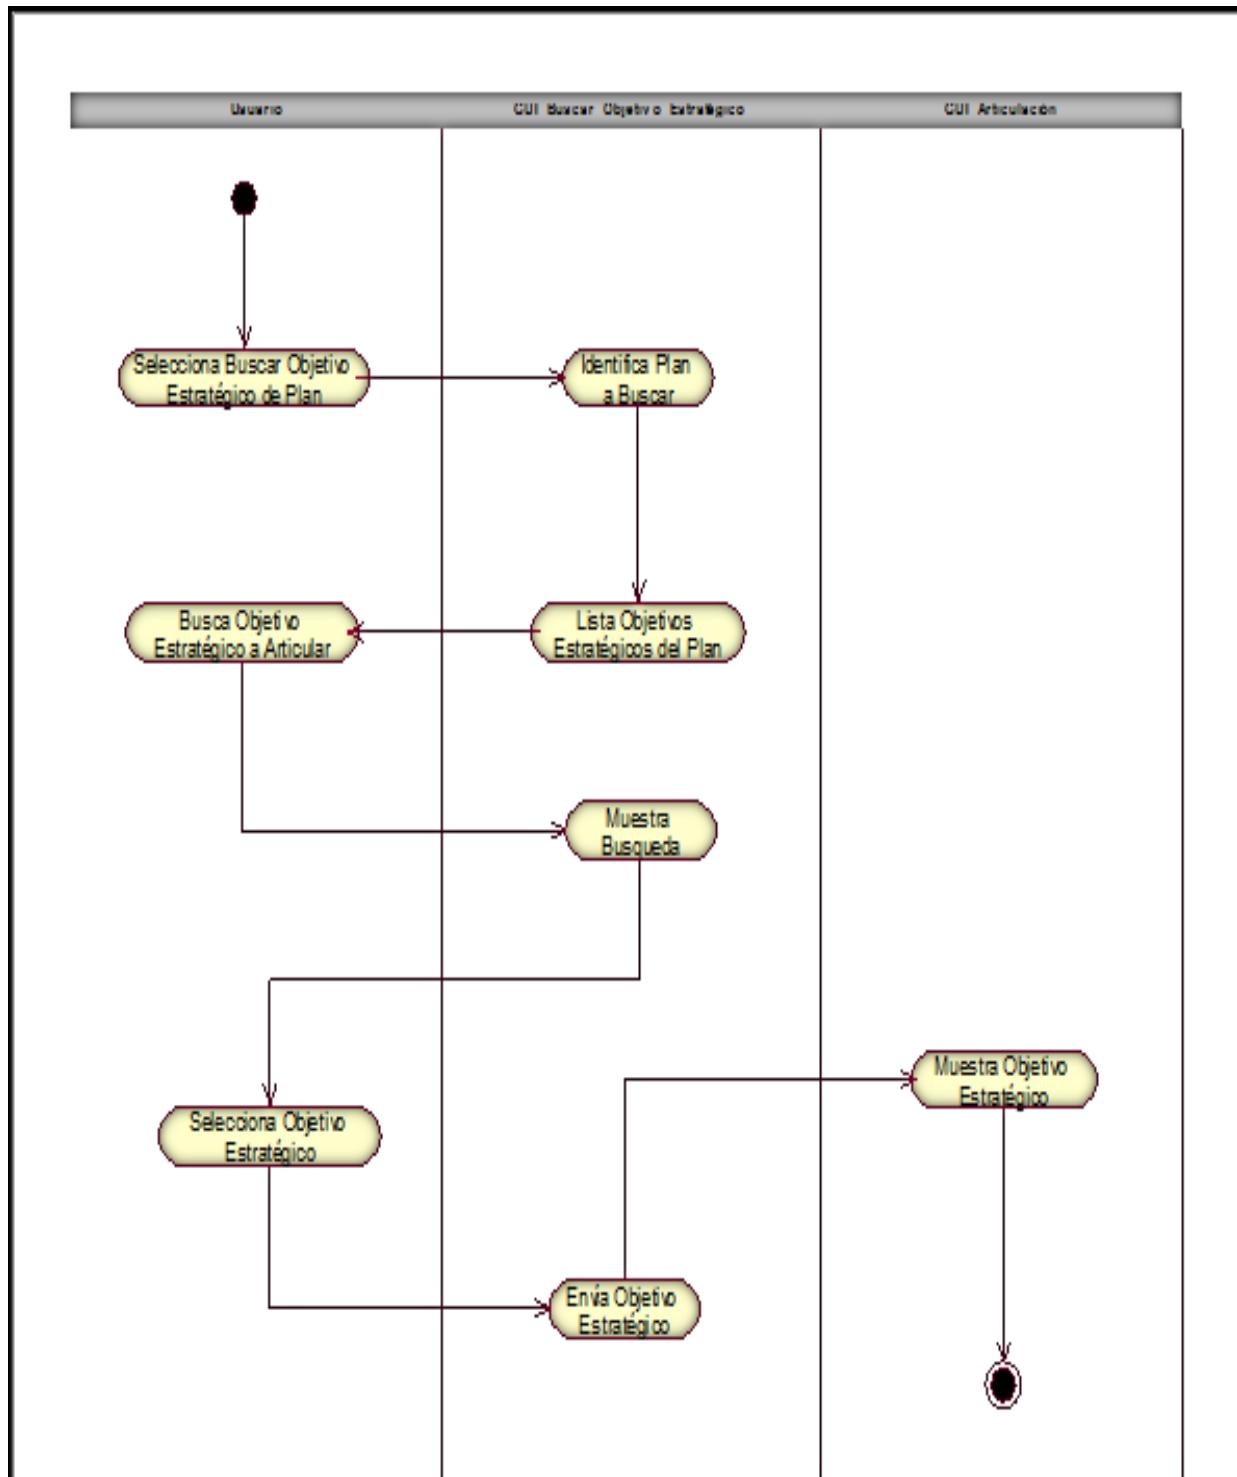 Usuario
GUI Buscar Objetivo Estratégico
GUI Articulación
Selecciona Buscar Objetivo
Estratégico de Plan
Identifica Plan
a Buscar
Busca Objetivo
Estratégico a Articular
Lista Objetivos
Estratégicos del Plan
Muestra
Busqueda
Muestra Objetivo
Estratégico
Selecciona Objetivo
Estratégico
Envía Objetivo
Estratégico